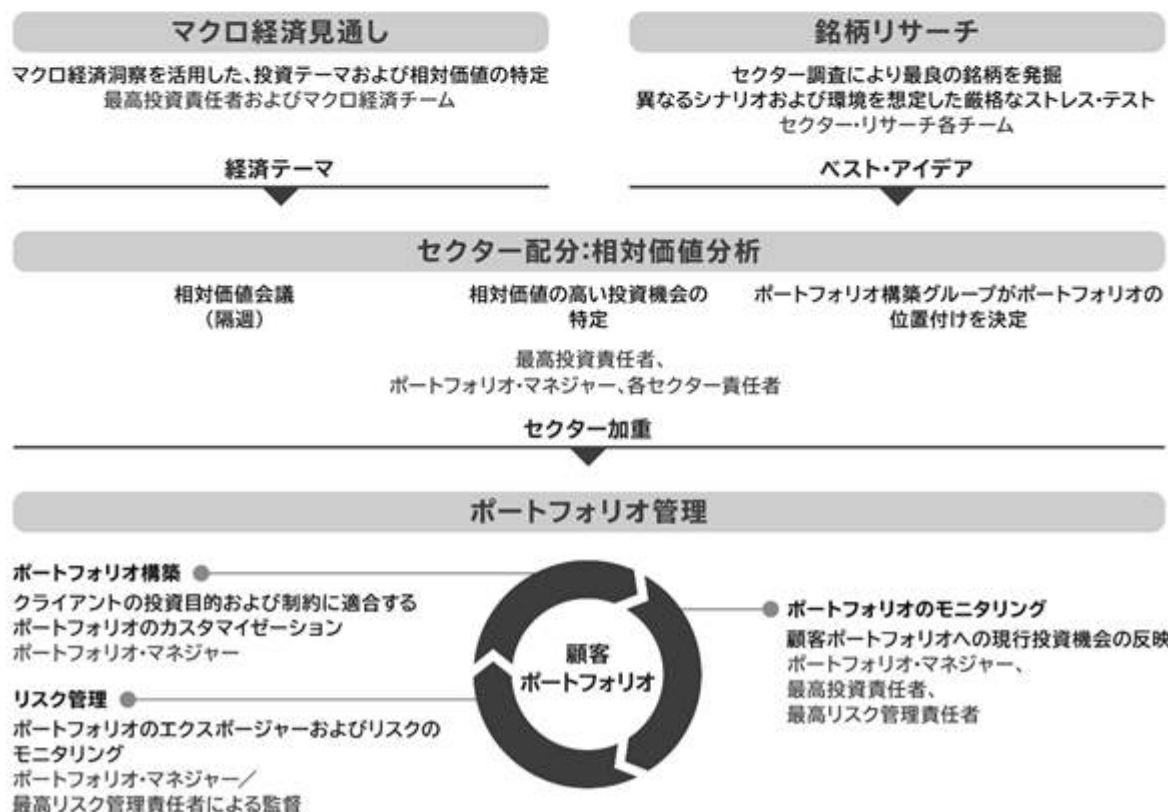 マクロ経済見通し
マクロ経済洞察を活用した、投資テーマおよび相対価値の特定
最高投資責任者およびマクロ経済チーム
経済テーマ
銘柄リサーチ
セクター調査により最良の銘柄を発掘
異なるシナリオおよび環境を想定した厳格なストレス・テスト
セクター・リサーチ各チーム
ベスト・アイデア
セクター配分:相対価値分析
相対価値会議
（隔週）
相対価値の高い投資機会の
特定
ポートフォリオ構築グループがポートフォリオの
位置付けを決定
最高投資責任者、
ポートフォリオ・マネジャー、各セクター責任者
セクター加重
ポートフォリオ管理
ポートフォリオ構築
クライアントの投資目的および制約に適合する
ポートフォリオのカスタマイゼーション
ポートフォリオ・マネジャー
リスク管理
ポートフォリオのエクスポージャーおよびリスクの
モニタリング
ポートフォリオ・マネジャー／
最高リスク管理責任者による監督
顧客
ポートフォリオ
ポートフォリオのモニタリング
顧客ポートフォリオへの現行投資機会の反映
ポートフォリオ・マネジャー、
最高投資責任者、
最高リスク管理責任者